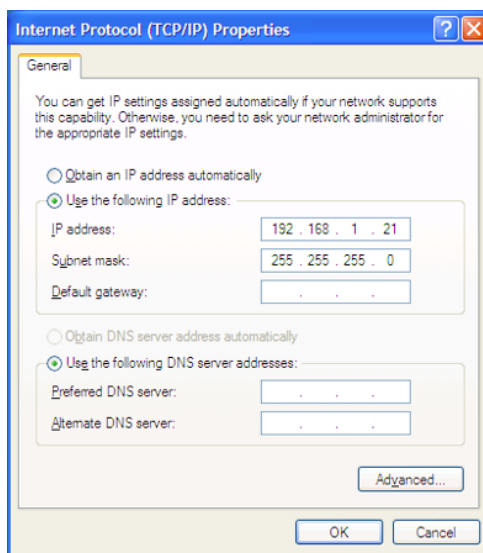 Internet Protocol (TCP/IP) Properties
General
You can get IP settings assigned automatically if your network supports
this capability. Otherwise, you need to ask your network administrator for
the appropriate IP settings.
Obtain an IP address automatically
Use the following IP address:
IP address: 192 . 168 . 1 . 21
Subnet mask: 255 . 255 . 255 . 0
Default gateway: . . .
Obtain DNS server address automatically
Use the following DNS server addresses:
Preferred DNS server: . . .
Alternate DNS server: . . .
Advanced...
OK Cancel